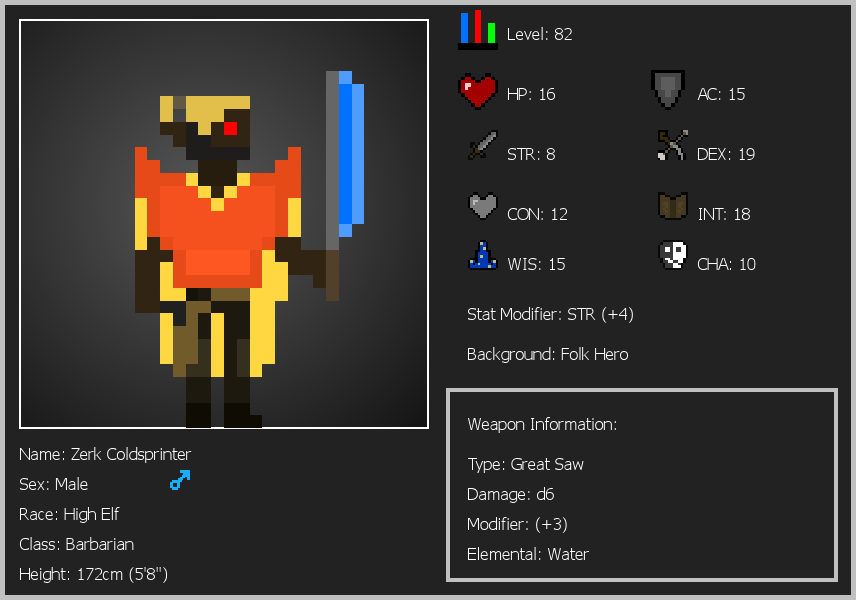 Level: 82
HP: 16
AC: 15
STR: 8
DEX: 19
CON: 12
INT: 18
WIS: 15
CHA: 10
Stat Modifier: STR (+4)
Background: Folk Hero
Weapon Information:
Type: Great Saw
Damage: d6
Modifier: (+3)
Elemental: Water
Name: Zerk Coldsprinter
Sex: Male
Race: High Elf
Class: Barbarian
Height: 172cm (5'8")